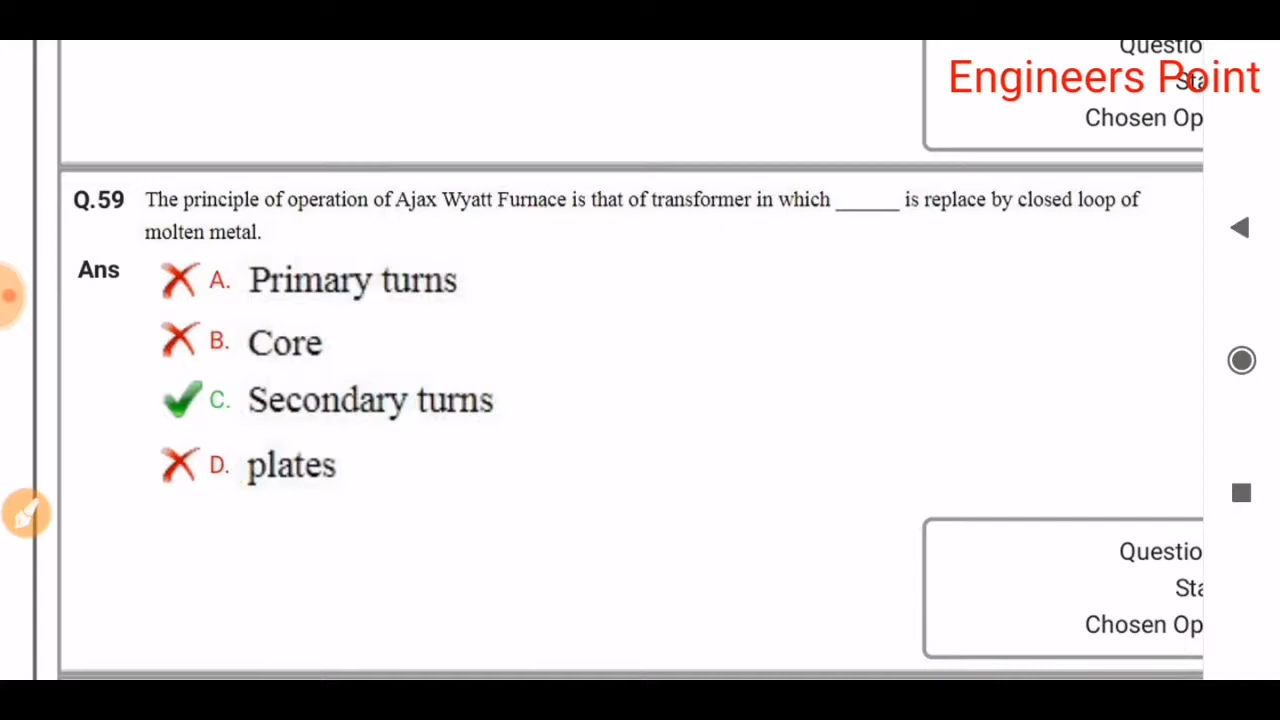 Questio
Engineers Point
Chosen Op
Q.59 The principle of operation of Ajax Wyatt Furnace is that of transformer in which ______ is replace by closed loop of
molten metal.
Ans
A. Primary turns
B. Core
C. Secondary turns
D. plates
Questio
Sta
Chosen Op